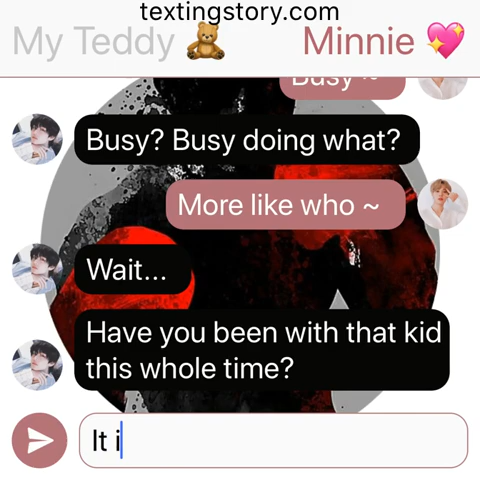 textingstory.com
My Teddy 🧸 Minnie 💖
Busy ~
Busy? Busy doing what?
More like who ~
Wait...
Have you been with that kid
this whole time?
It i